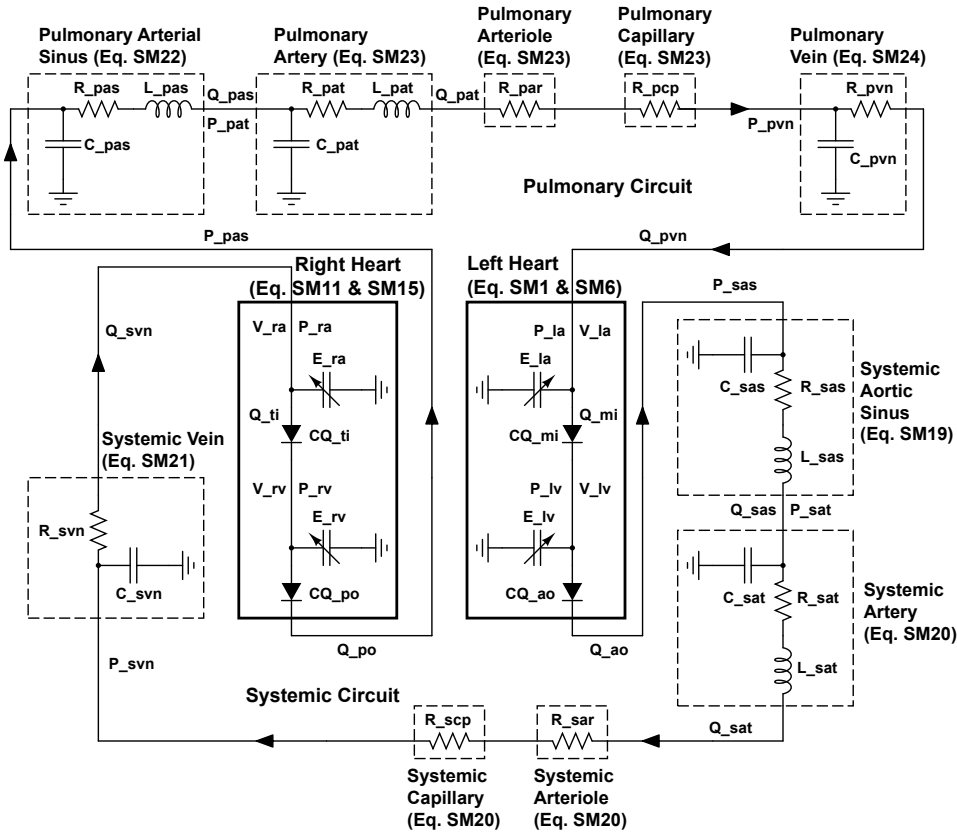 Pulmonary Arterial
Sinus (Eq. SM22)
Pulmonary
Artery (Eq. SM23)
Pulmonary
Arteriole
(Eq. SM23)
Pulmonary
Capillary
(Eq. SM23)
Pulmonary
Vein (Eq. SM24)
R_pas
L_pas
Q_pas
P_pat
C_pas
R_pat
L_pat
Q_pat
C_pat
R_par
R_pcp
P_pvn
R_pvn
C_pvn
Pulmonary Circuit
P_pas
Q_pvn
Right Heart
(Eq. SM11 & SM15)
Left Heart
(Eq. SM1 & SM6)
V_ra
P_ra
E_ra
Q_ti
CQ_ti
V_rv
P_rv
E_rv
CQ_po
Q_po
P_la
V_la
E_la
Q_mi
CQ_mi
P_lv
V_lv
E_lv
CQ_ao
Q_ao
P_sas
C_sas
R_sas
L_sas
Systemic
Aortic
Sinus
(Eq. SM19)
Q_sas
P_sat
C_sat
R_sat
L_sat
Systemic
Artery
(Eq. SM20)
Q_sat
Q_svn
Systemic Vein
(Eq. SM21)
R_svn
C_svn
P_svn
Systemic Circuit
R_scp
R_sar
Systemic
Capillary
(Eq. SM20)
Systemic
Arteriole
(Eq. SM20)